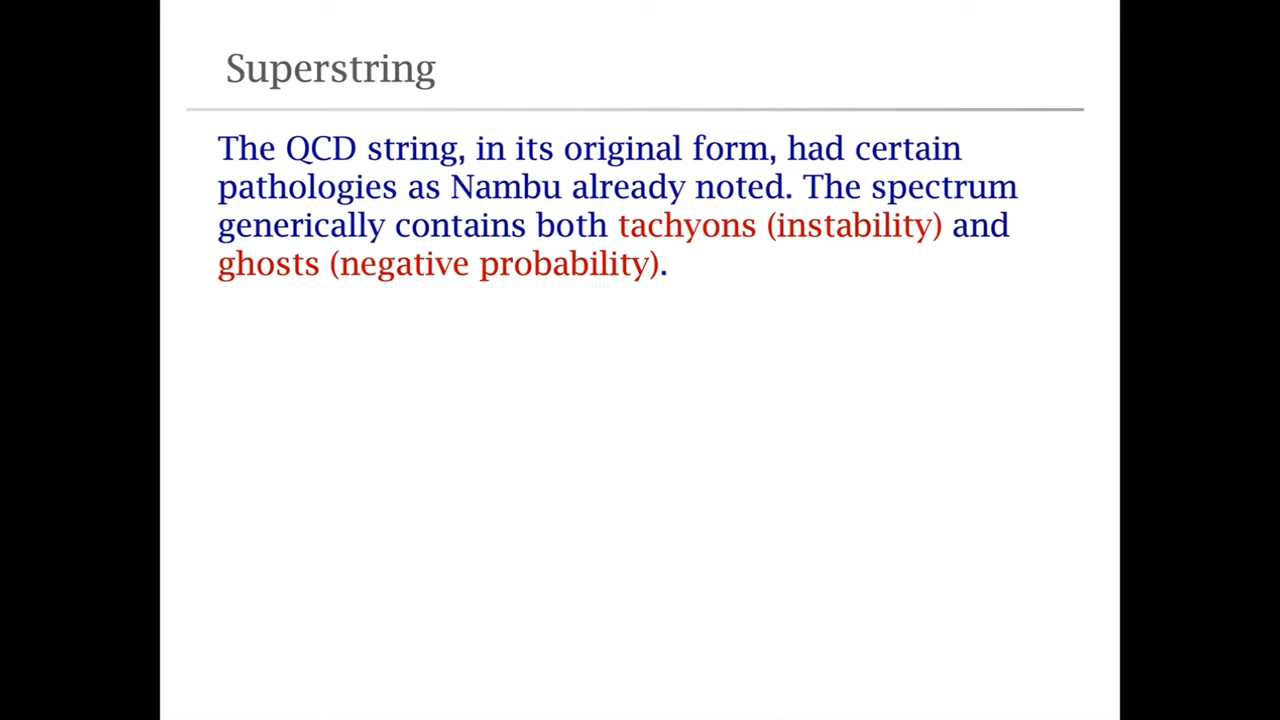 Superstring
The QCD string, in its original form, had certain
pathologies as Nambu already noted. The spectrum
generically contains both tachyons (instability) and
ghosts (negative probability).